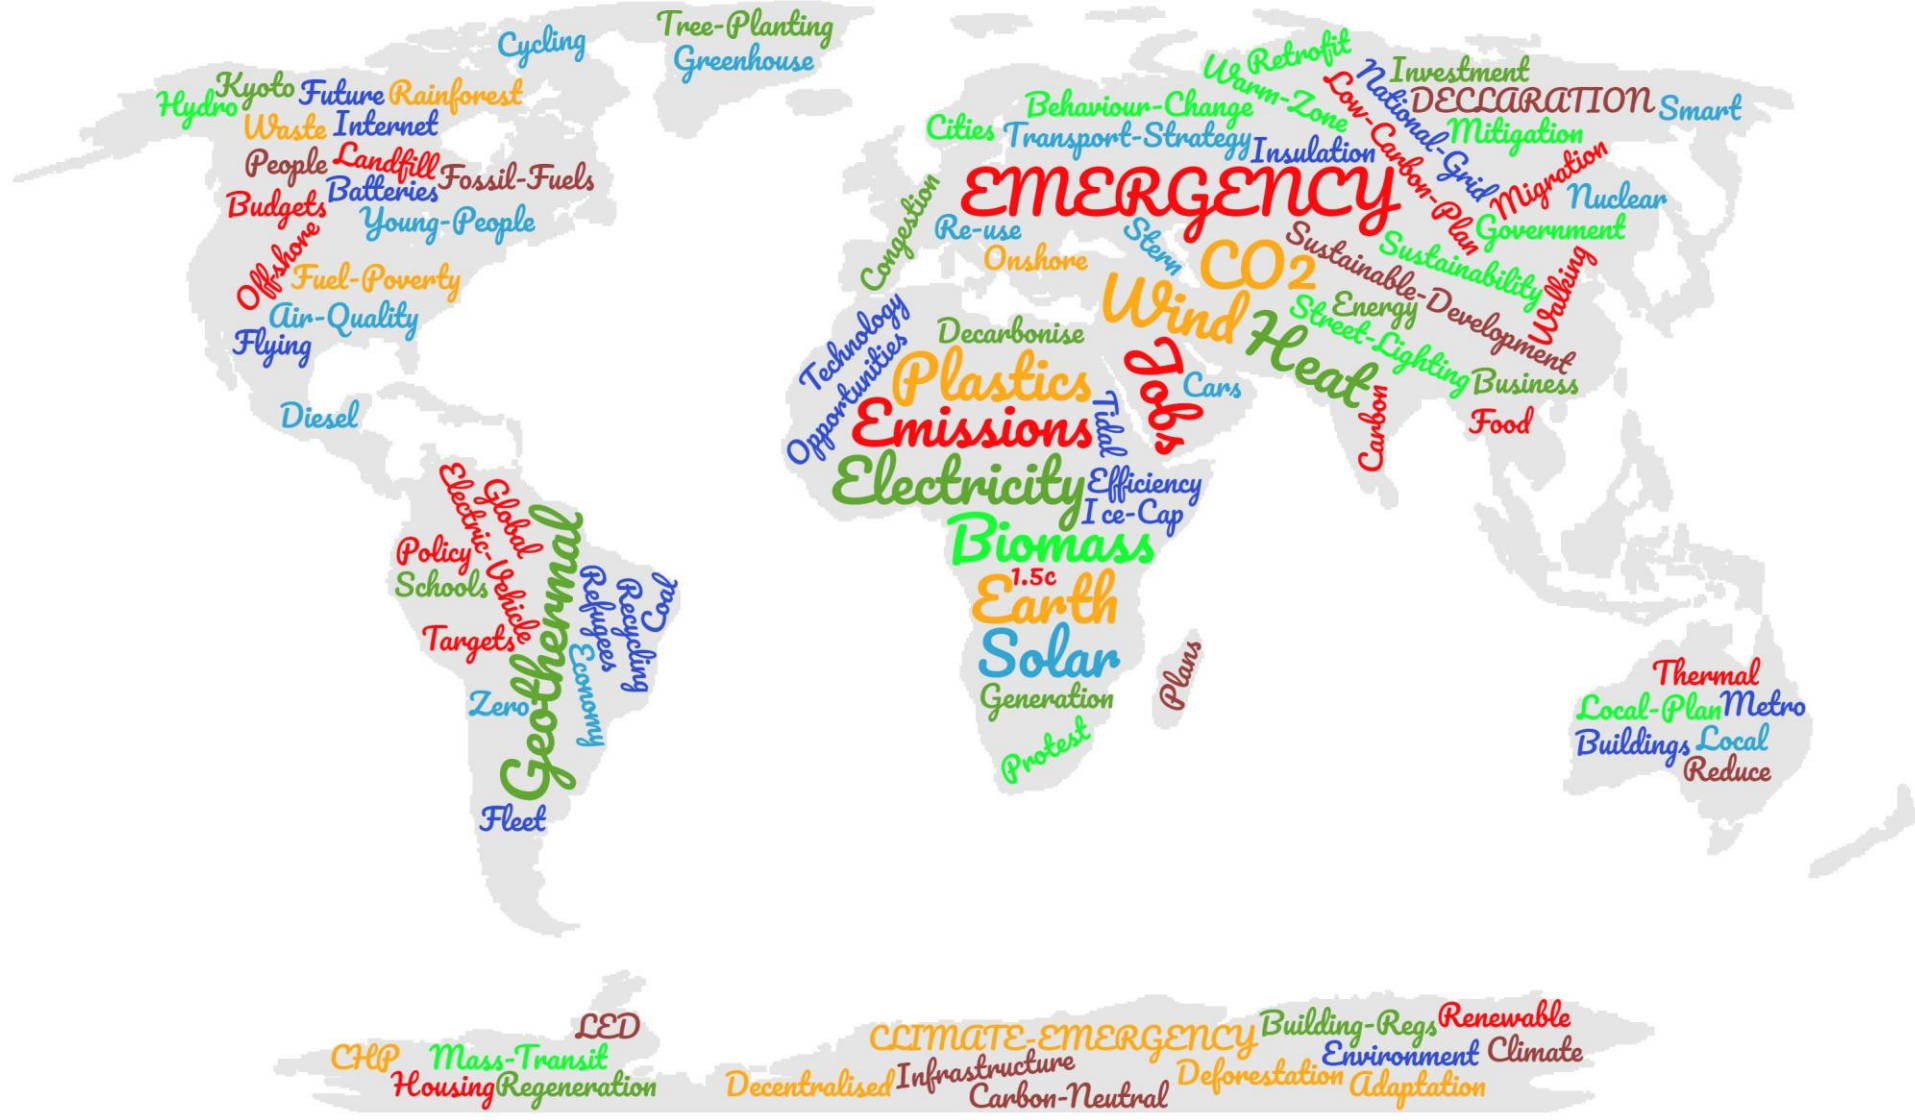 Tree-Planting
Cycling
Greenhouse
Kyoto
Hydro
Future
Rainforest
Waste
Internet
People
Landfill
Fossil-Fuels
Batteries
Budgets
Young-People
Off-shore
Fuel-Poverty
Air-Quality
Flying
Diesel
Electric-Vehicle
Global
Policy
Schools
Targets
Geothermal
Refugees
Recycling
Coal
Economy
Zero
Fleet
Retrofit
Warm-Zone
Behaviour-Change
Cities
Transport-Strategy
Insulation
Low-Carbon-Plan
National-Grid
Investment
DECLARATION
Smart
Mitigation
Migration
Nuclear
Government
EMERGENCY
Congestion
Re-use
Onshore
Stern
CO2
Sustainable-Development
Sustainability
Walking
Wind
Energy
Street-Lighting
Heat
Business
Carbon
Food
Technology
Opportunities
Decarbonise
Plastics
Jobs
Cars
Emissions
Tidal
Electricity
Efficiency
Ice-Cap
Biomass
1.5c
Earth
Solar
Generation
Plans
Protest
Thermal
Local-Plan
Metro
Buildings
Local
Reduce
LED
CHP
Mass-Transit
Housing
Regeneration
CLIMATE-EMERGENCY
Building-Regs
Renewable
Infrastructure
Environment
Climate
Decentralised
Carbon-Neutral
Deforestation
Adaptation